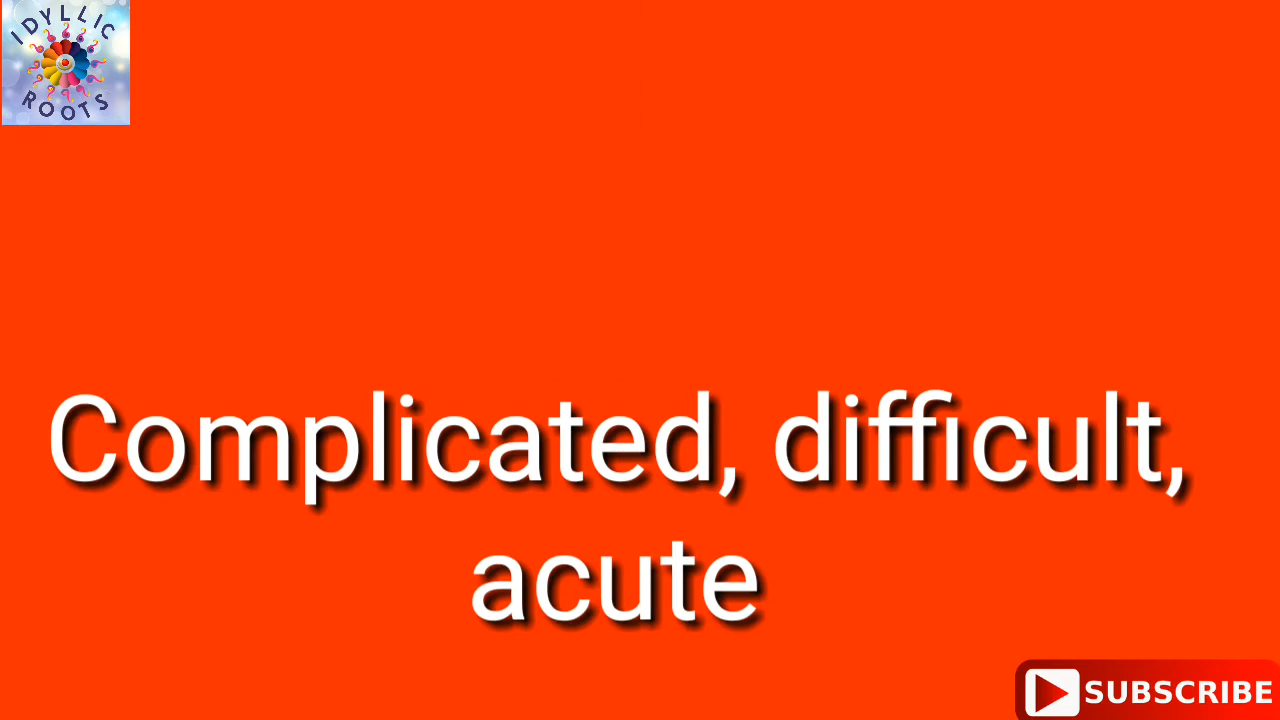 IDYLLIC
ROOTS
Complicated, difficult,
acute
SUBSCRIBE